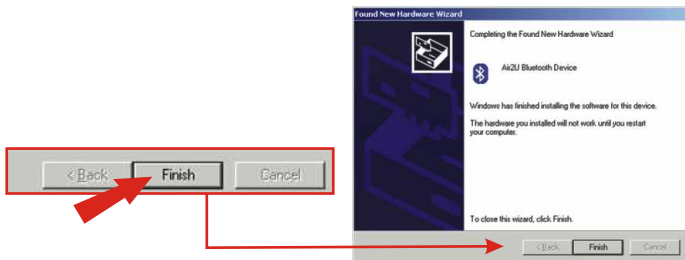 Found New Hardware Wizard
Completing the Found New Hardware Wizard
Air2U Bluetooth Device
Windows has finished installing the software for this device.
The hardware you installed will not work until you restart
your computer.
To close this wizard, click Finish.
< Back Finish Cancel
< Back Finish Cancel